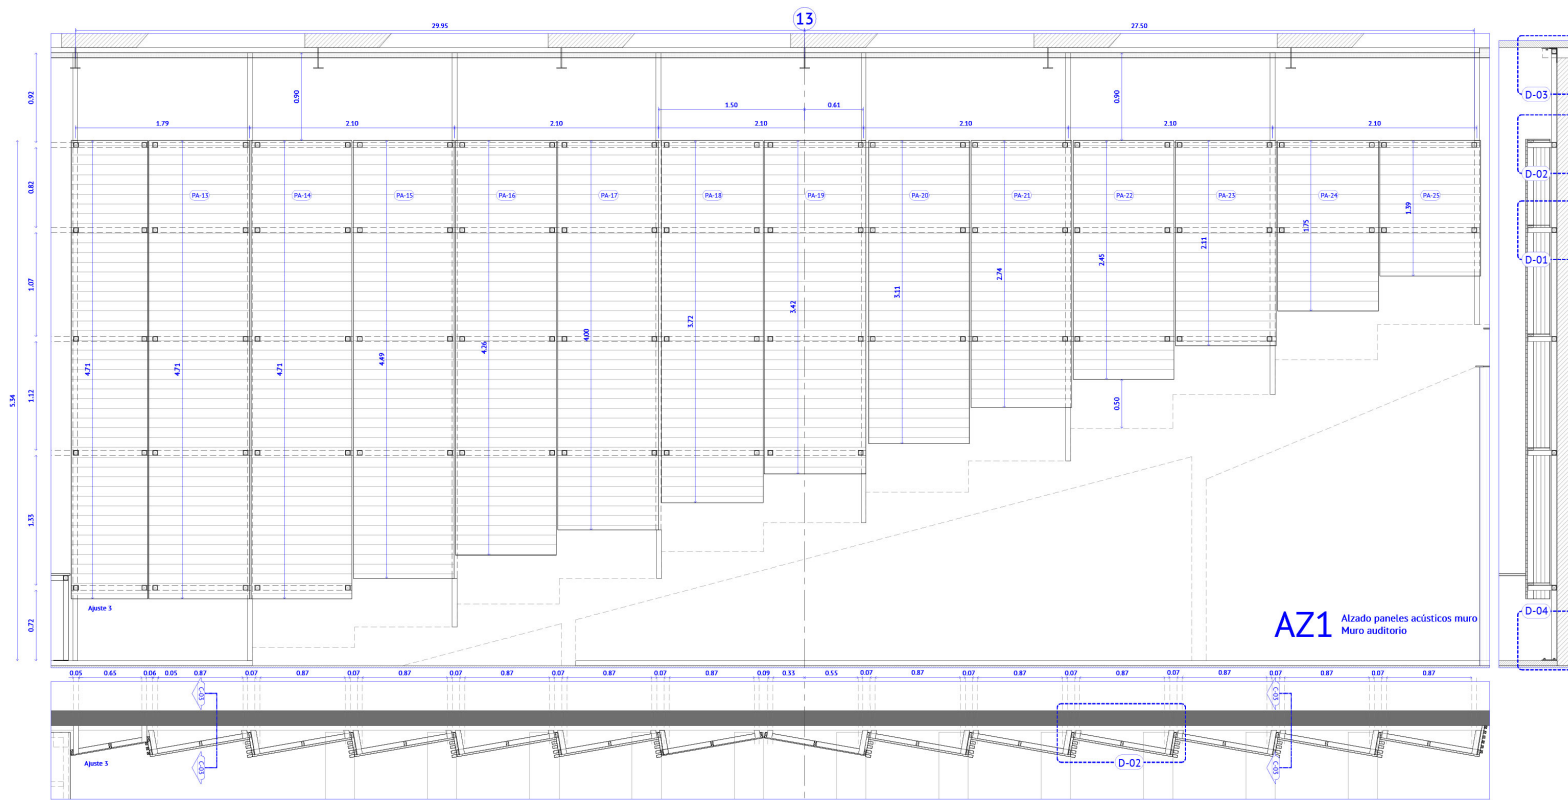 13
29.95
27.50
D-03
0.92
0.90
0.90
1.50
0.61
1.79
2.10
2.10
2.10
2.10
2.10
2.10
D-02
0.82
PA-13
PA-14
PA-15
PA-16
PA-17
PA-18
PA-19
PA-20
PA-21
PA-22
PA-23
PA-24
PA-25
1.39
1.75
2.11
2.45
2.74
3.11
3.42
3.72
4.00
4.26
4.49
4.71
4.71
4.71
D-01
1.07
5.34
1.12
0.50
1.33
0.72
Ajuste 3
AZ1
Alzado paneles acústicos muro
Muro auditorio
D-04
0.05 0.65 0.06 0.05 0.87 0.07 0.87 0.07 0.87 0.07 0.87 0.07 0.87 0.07 0.87 0.09 0.33 0.55 0.07 0.87 0.07 0.87 0.07 0.87 0.07 0.87 0.07 0.87 0.07 0.87
C-03
C-03
Ajuste 3
C-03
C-03
D-02